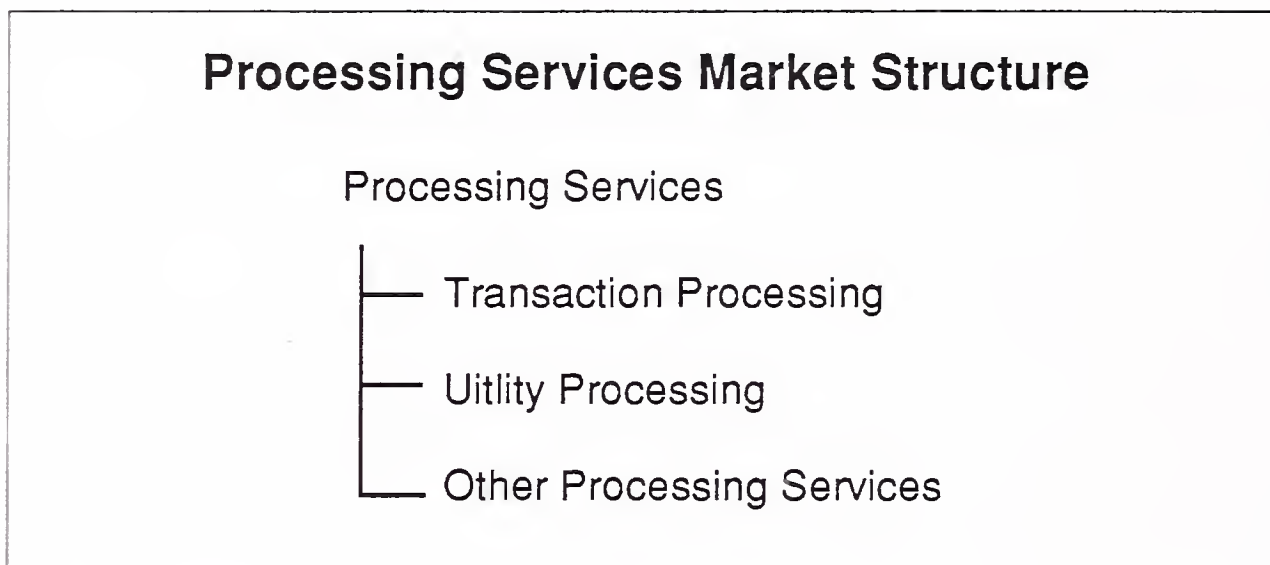 Processing Services Market Structure
Processing Services
Transaction Processing
Uitlity Processing
Other Processing Services